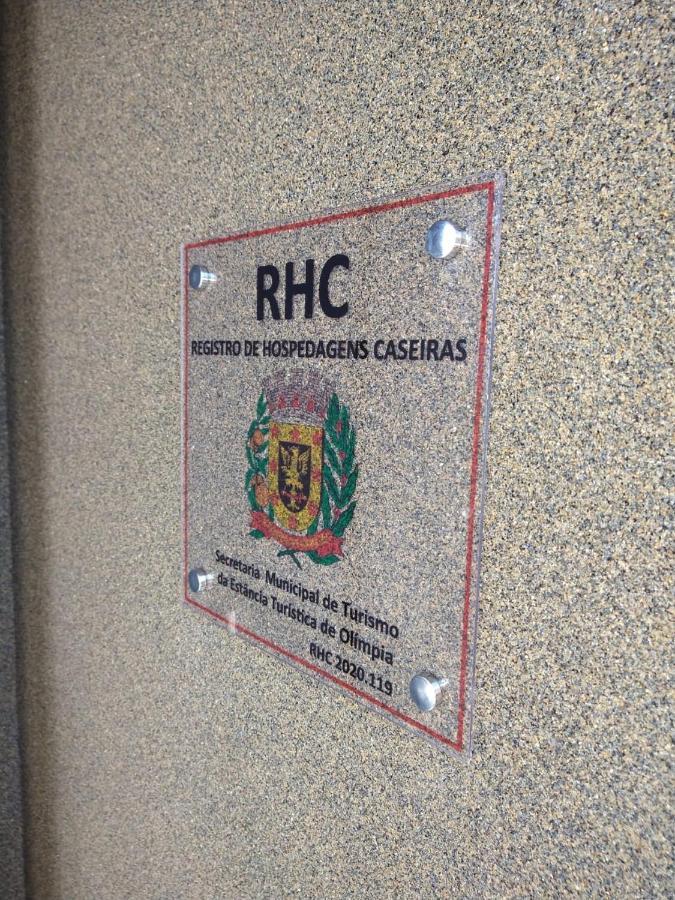 RHC
REGISTRO DE HOSPEDAGENS CASEIRAS
Secretaria Municipal de Turismo
da Estância Turística de Olímpia
RHC 2020.119